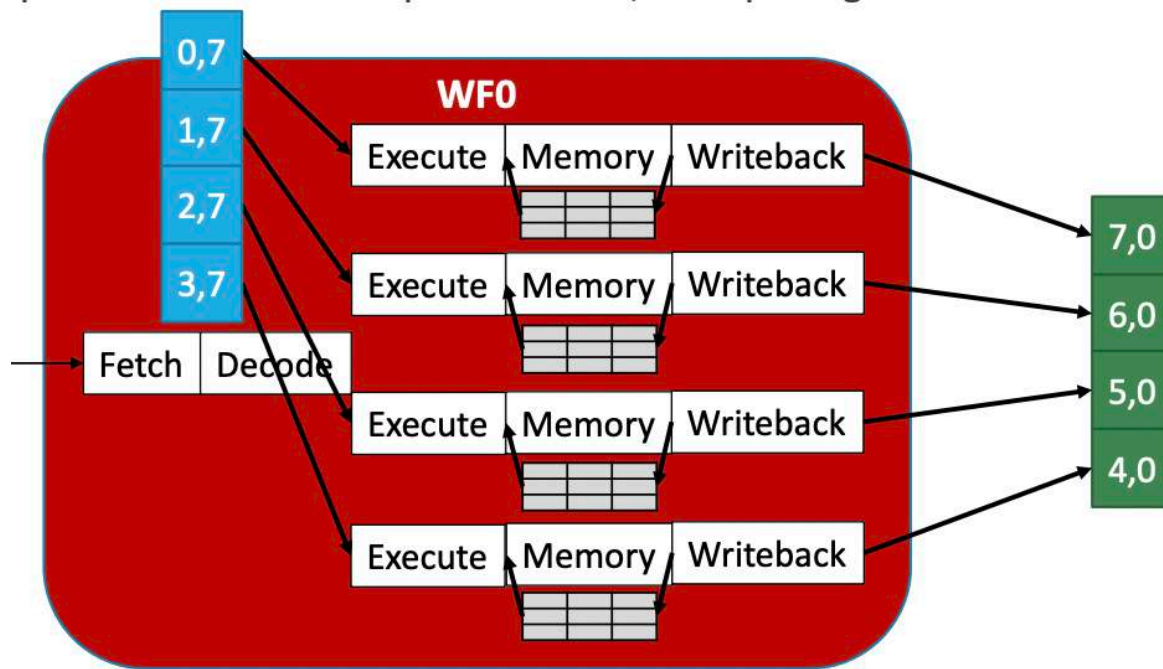 0,7
1,7
2,7
3,7
WF0
Execute Memory Writeback
Execute Memory Writeback
Fetch Decode
Execute Memory Writeback
Execute Memory Writeback
7,0
6,0
5,0
4,0